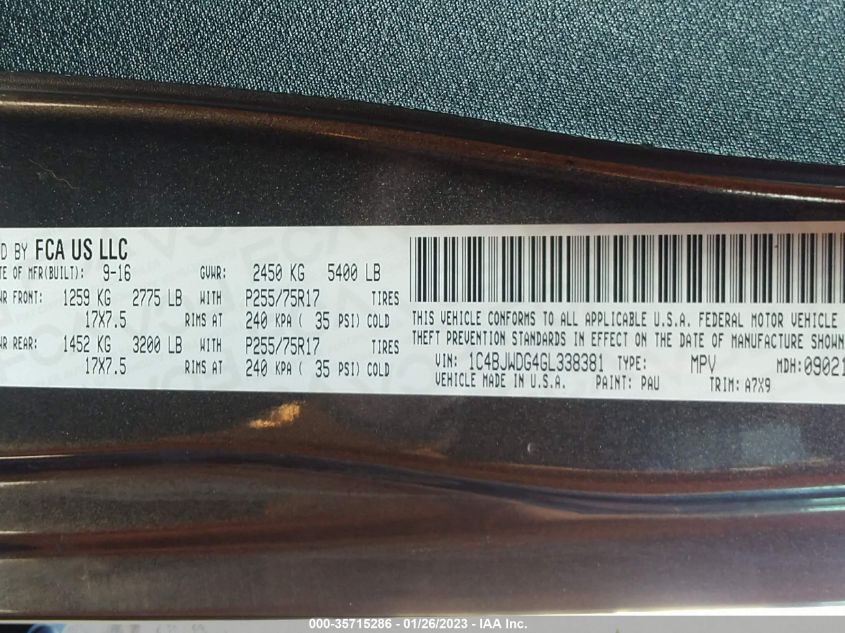 D BY FCA US LLC
TE OF MFR(BUILT): 9-16 GVWR: 2450 KG 5400 LB
WR FRONT: 1259 KG 2775 LB WITH P255/75R17 TIRES
17X7.5 RIMS AT 240 KPA ( 35 PSI) COLD
WR REAR: 1452 KG 3200 LB WITH P255/75R17 TIRES
17X7.5 RIMS AT 240 KPA ( 35 PSI) COLD
THIS VEHICLE CONFORMS TO ALL APPLICABLE U.S.A. FEDERAL MOTOR VEHICLE
THEFT PREVENTION STANDARDS IN EFFECT ON THE DATE OF MANUFACTURE SHOWN
VIN: 1C4BJWDG4GL338381 TYPE: MPV MDH:09021
VEHICLE MADE IN U.S.A. PAINT: PAU TRIM: A7X9
000-35715286 - 01/26/2023 - IAA Inc.